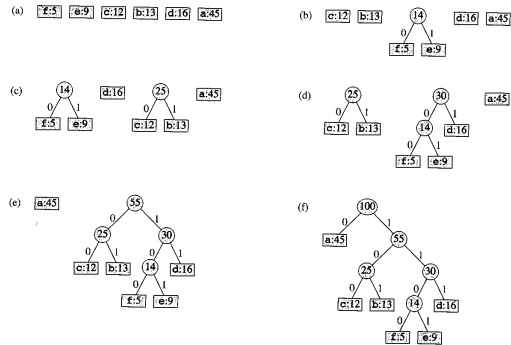 (a) f:5 e:9 c:12 b:13 d:16 a:45
(b) c:12 b:13 14 d:16 a:45
0 1
f:5 e:9
(c) 14 d:16 25 a:45
0 1 0 1
f:5 e:9 c:12 b:13
(d) 25 30 a:45
0 1 0 1
c:12 b:13 14 d:16
0 1
f:5 e:9
(e) a:45 55
0 1
25 30
0 1 0 1
c:12 b:13 14 d:16
0 1
f:5 e:9
(f) 100
0 1
a:45 55
0 1
25 30
0 1 0 1
c:12 b:13 14 d:16
0 1
f:5 e:9